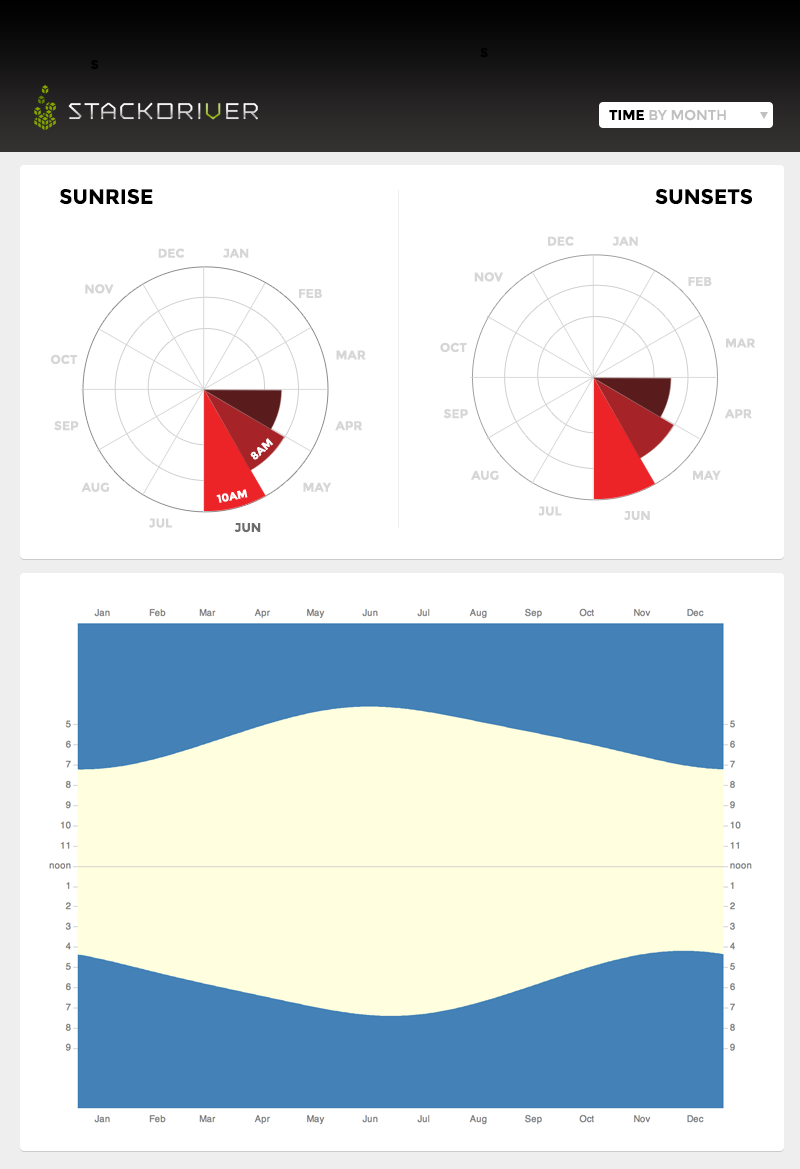 S
S
STACKDRIVER
TIME BY MONTH
SUNRISE
SUNSETS
DEC JAN
NOV FEB
OCT MAR
SEP APR
AUG MAY
JUL JUN
8AM
10AM
DEC JAN
NOV FEB
OCT MAR
SEP APR
AUG MAY
JUL JUN
Jan Feb Mar Apr May Jun Jul Aug Sep Oct Nov Dec
5 5
6 6
7 7
8 8
9 9
10 10
11 11
noon noon
1 1
2 2
3 3
4 4
5 5
6 6
7 7
8 8
9 9
Jan Feb Mar Apr May Jun Jul Aug Sep Oct Nov Dec